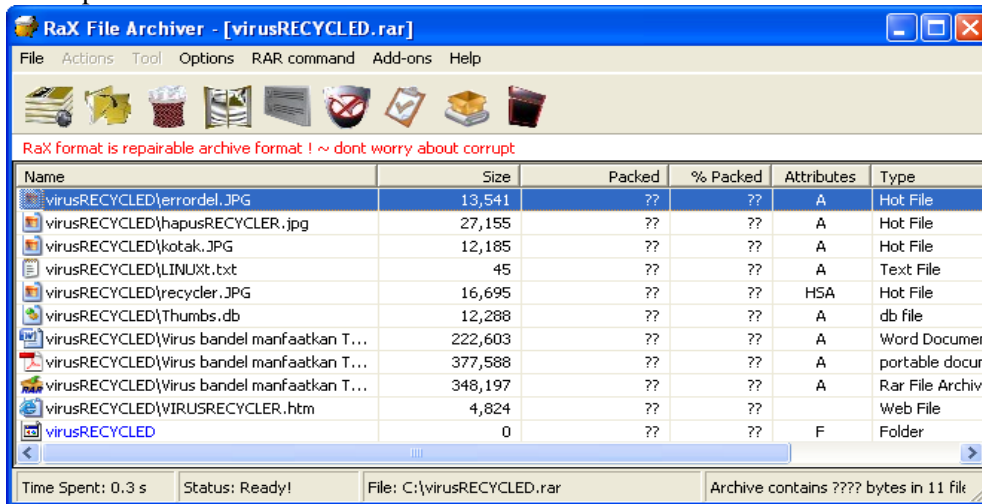 RaX File Archiver - [virusRECYCLED.rar]
File Actions Tool Options RAR command Add-ons Help
RaX format is repairable archive format ! ~ dont worry about corrupt
Name Size Packed % Packed Attributes Type
virusRECYCLED\errordel.JPG 13,541 ?? ?? A Hot File
virusRECYCLED\hapusRECYCLER.jpg 27,155 ?? ?? A Hot File
virusRECYCLED\kotak.JPG 12,185 ?? ?? A Hot File
virusRECYCLED\LINUXt.txt 45 ?? ?? A Text File
virusRECYCLED\recycler.JPG 16,695 ?? ?? HSA Hot File
virusRECYCLED\Thumbs.db 12,288 ?? ?? A db file
virusRECYCLED\Virus bandel manfaatkan T... 222,603 ?? ?? A Word Documer
virusRECYCLED\Virus bandel manfaatkan T... 377,588 ?? ?? A portable docur
RAR virusRECYCLED\Virus bandel manfaatkan T... 348,197 ?? ?? A Rar File Archiv
virusRECYCLED\VIRUSRECYCLER.htm 4,824 ?? ?? Web File
virusRECYCLED 0 ?? ?? F Folder
Time Spent: 0.3 s Status: Ready! File: C:\virusRECYCLED.rar Archive contains ???? bytes in 11 file